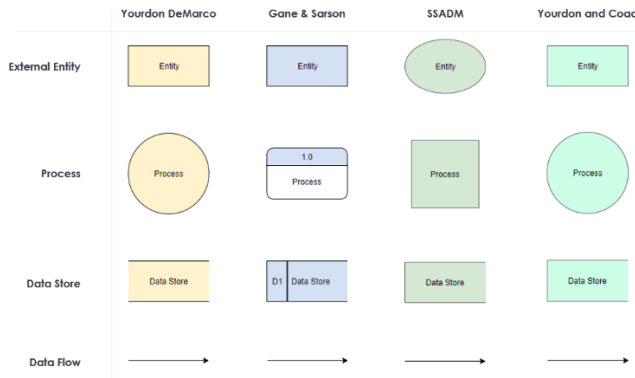 Yourdon DeMarco Gane & Sarson SSADM Yourdon and Coad
External Entity Entity Entity Entity Entity
1.0
Process Process Process Process Process
Data Store Data Store D1 Data Store Data Store Data Store
Data Flow